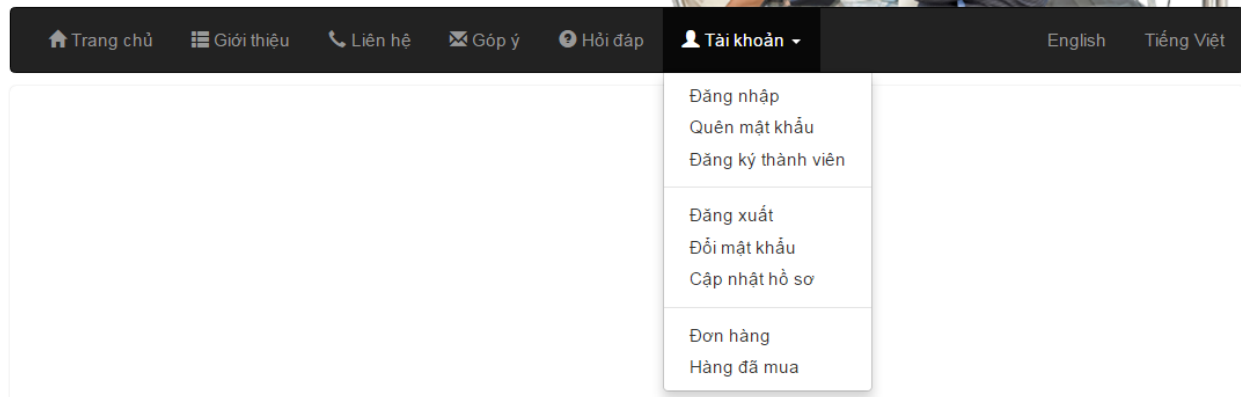 Trang chủ Giới thiệu Liên hệ Góp ý Hỏi đáp Tài khoản English Tiếng Việt
Đăng nhập
Quên mật khẩu
Đăng ký thành viên
Đăng xuất
Đổi mật khẩu
Cập nhật hồ sơ
Đơn hàng
Hàng đã mua